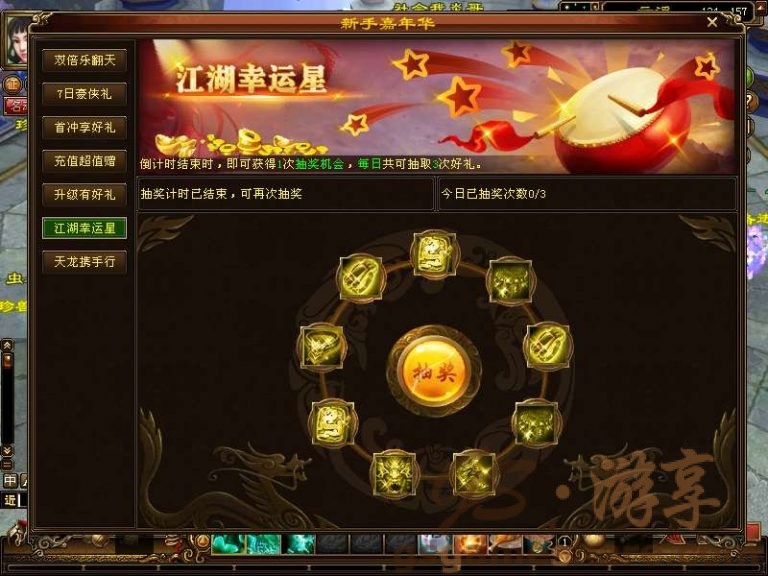 新手嘉年华
双倍乐翻天
7日豪侠礼
首冲享好礼
充值超值赠
升级有好礼
江湖幸运星
天龙携手行
江湖幸运星
倒计时结束时，即可获得1次抽奖机会，每日共可抽取3次好礼。
抽奖计时已结束，可再次抽奖
今日已抽奖次数0/3
抽奖
游享